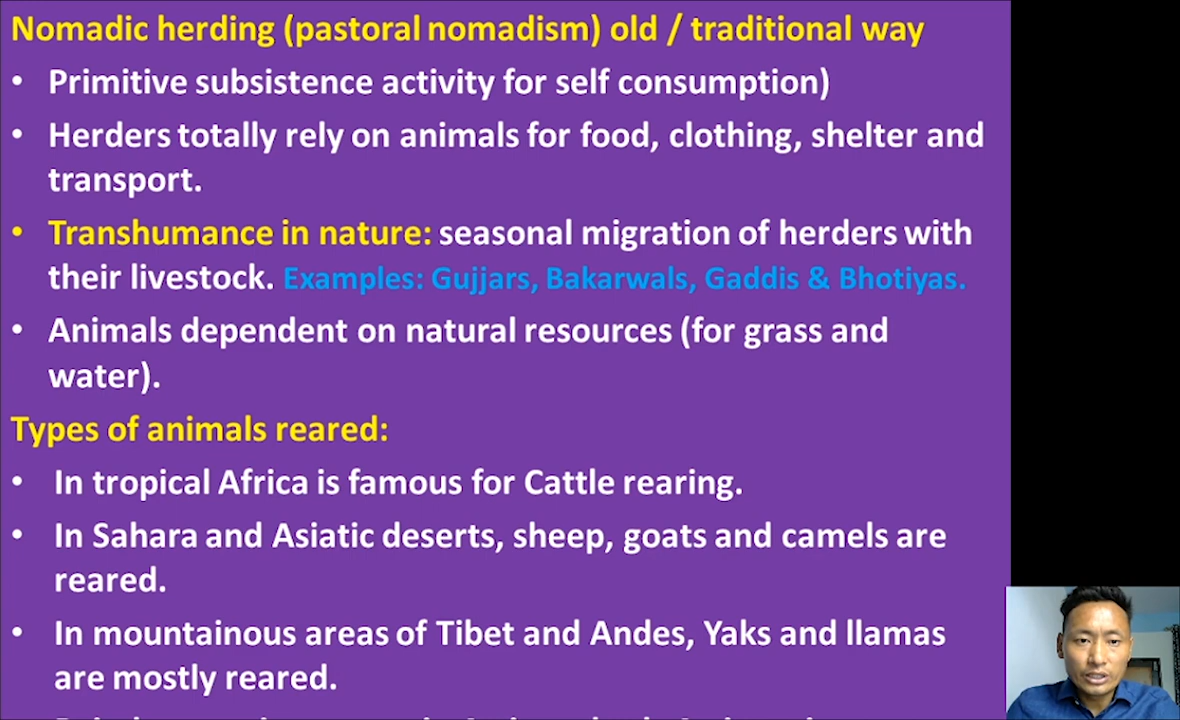 Nomadic herding (pastoral nomadism) old / traditional way
• Primitive subsistence activity for self consumption)
• Herders totally rely on animals for food, clothing, shelter and
transport.
• Transhumance in nature: seasonal migration of herders with
their livestock. Examples: Gujjars, Bakarwals, Gaddis & Bhotiyas.
• Animals dependent on natural resources (for grass and
water).
Types of animals reared:
• In tropical Africa is famous for Cattle rearing.
• In Sahara and Asiatic deserts, sheep, goats and camels are
reared.
• In mountainous areas of Tibet and Andes, Yaks and llamas
are mostly reared.